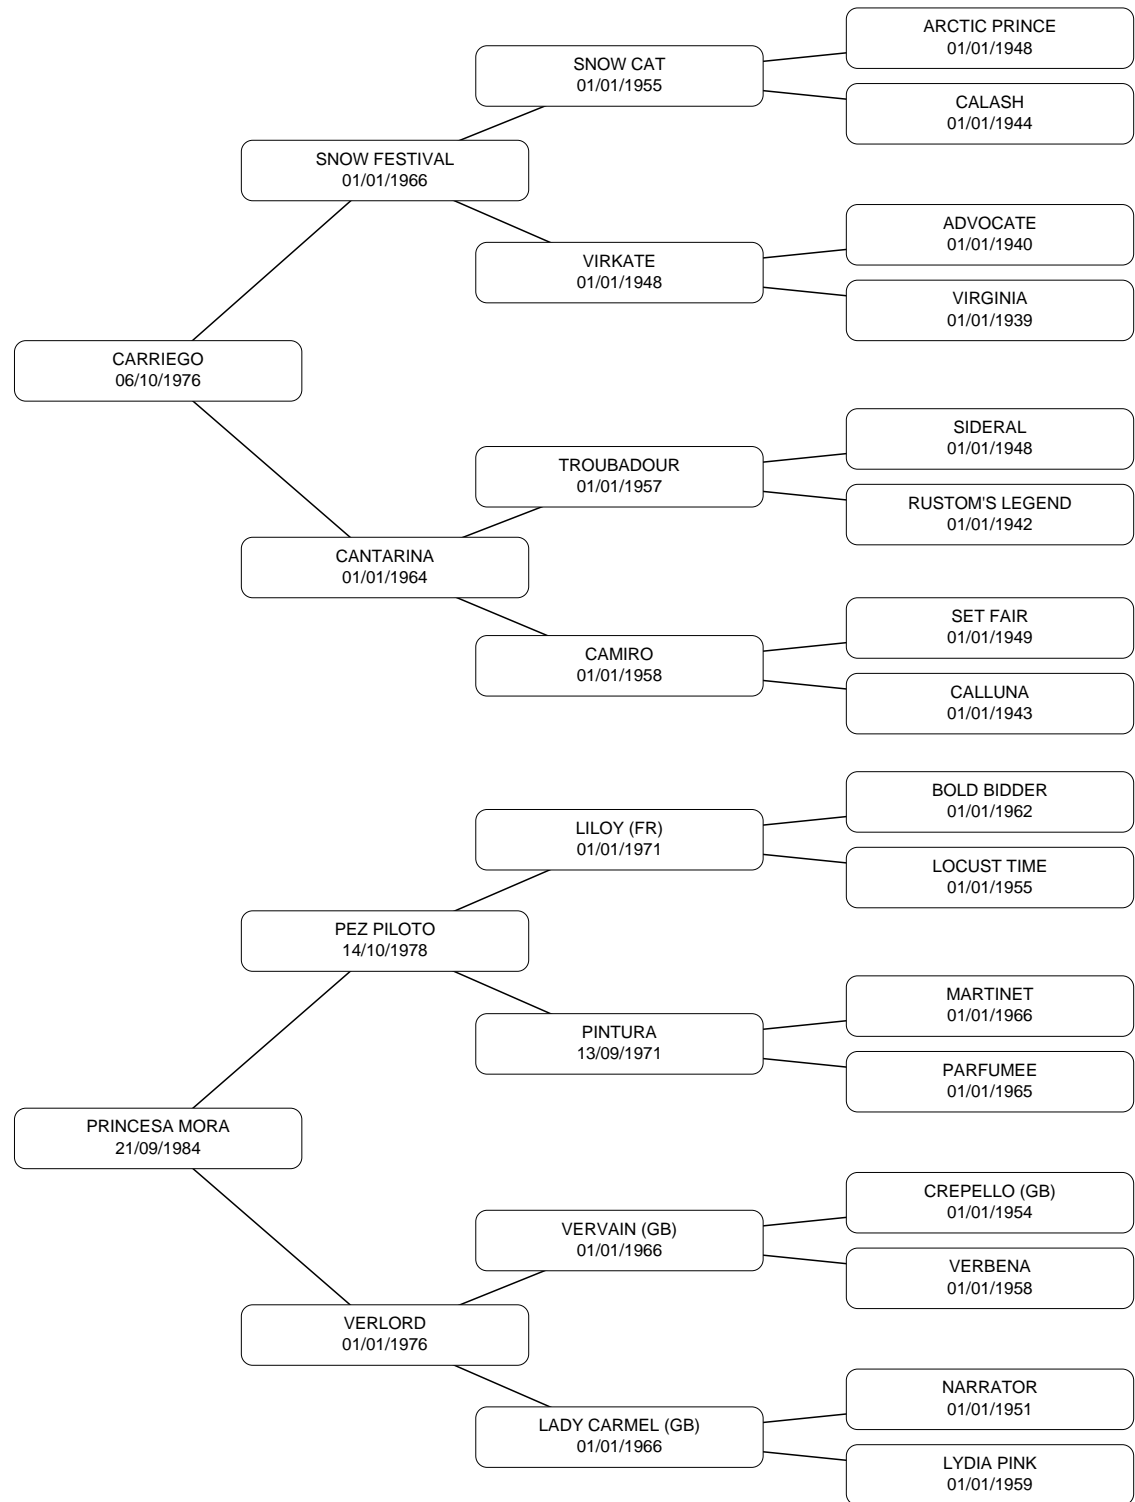 ARCTIC PRINCE
01/01/1948
SNOW CAT
01/01/1955
CALASH
01/01/1944
SNOW FESTIVAL
01/01/1966
ADVOCATE
01/01/1940
VIRKATE
01/01/1948
VIRGINIA
01/01/1939
CARRIEGO
06/10/1976
SIDERAL
01/01/1948
TROUBADOUR
01/01/1957
RUSTOM'S LEGEND
01/01/1942
CANTARINA
01/01/1964
SET FAIR
01/01/1949
CAMIRO
01/01/1958
CALLUNA
01/01/1943
BOLD BIDDER
01/01/1962
LILOY (FR)
01/01/1971
LOCUST TIME
01/01/1955
PEZ PILOTO
14/10/1978
MARTINET
01/01/1966
PINTURA
13/09/1971
PARFUMEE
01/01/1965
PRINCESA MORA
21/09/1984
CREPELLO (GB)
01/01/1954
VERVAIN (GB)
01/01/1966
VERBENA
01/01/1958
VERLORD
01/01/1976
NARRATOR
01/01/1951
LADY CARMEL (GB)
01/01/1966
LYDIA PINK
01/01/1959